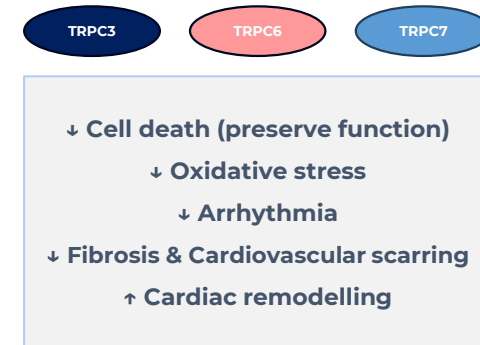 TRPC3 TRPC6 TRPC7
↓ Cell death (preserve function)
↓ Oxidative stress
↓ Arrhythmia
↓ Fibrosis & Cardiovascular scarring
↑ Cardiac remodelling